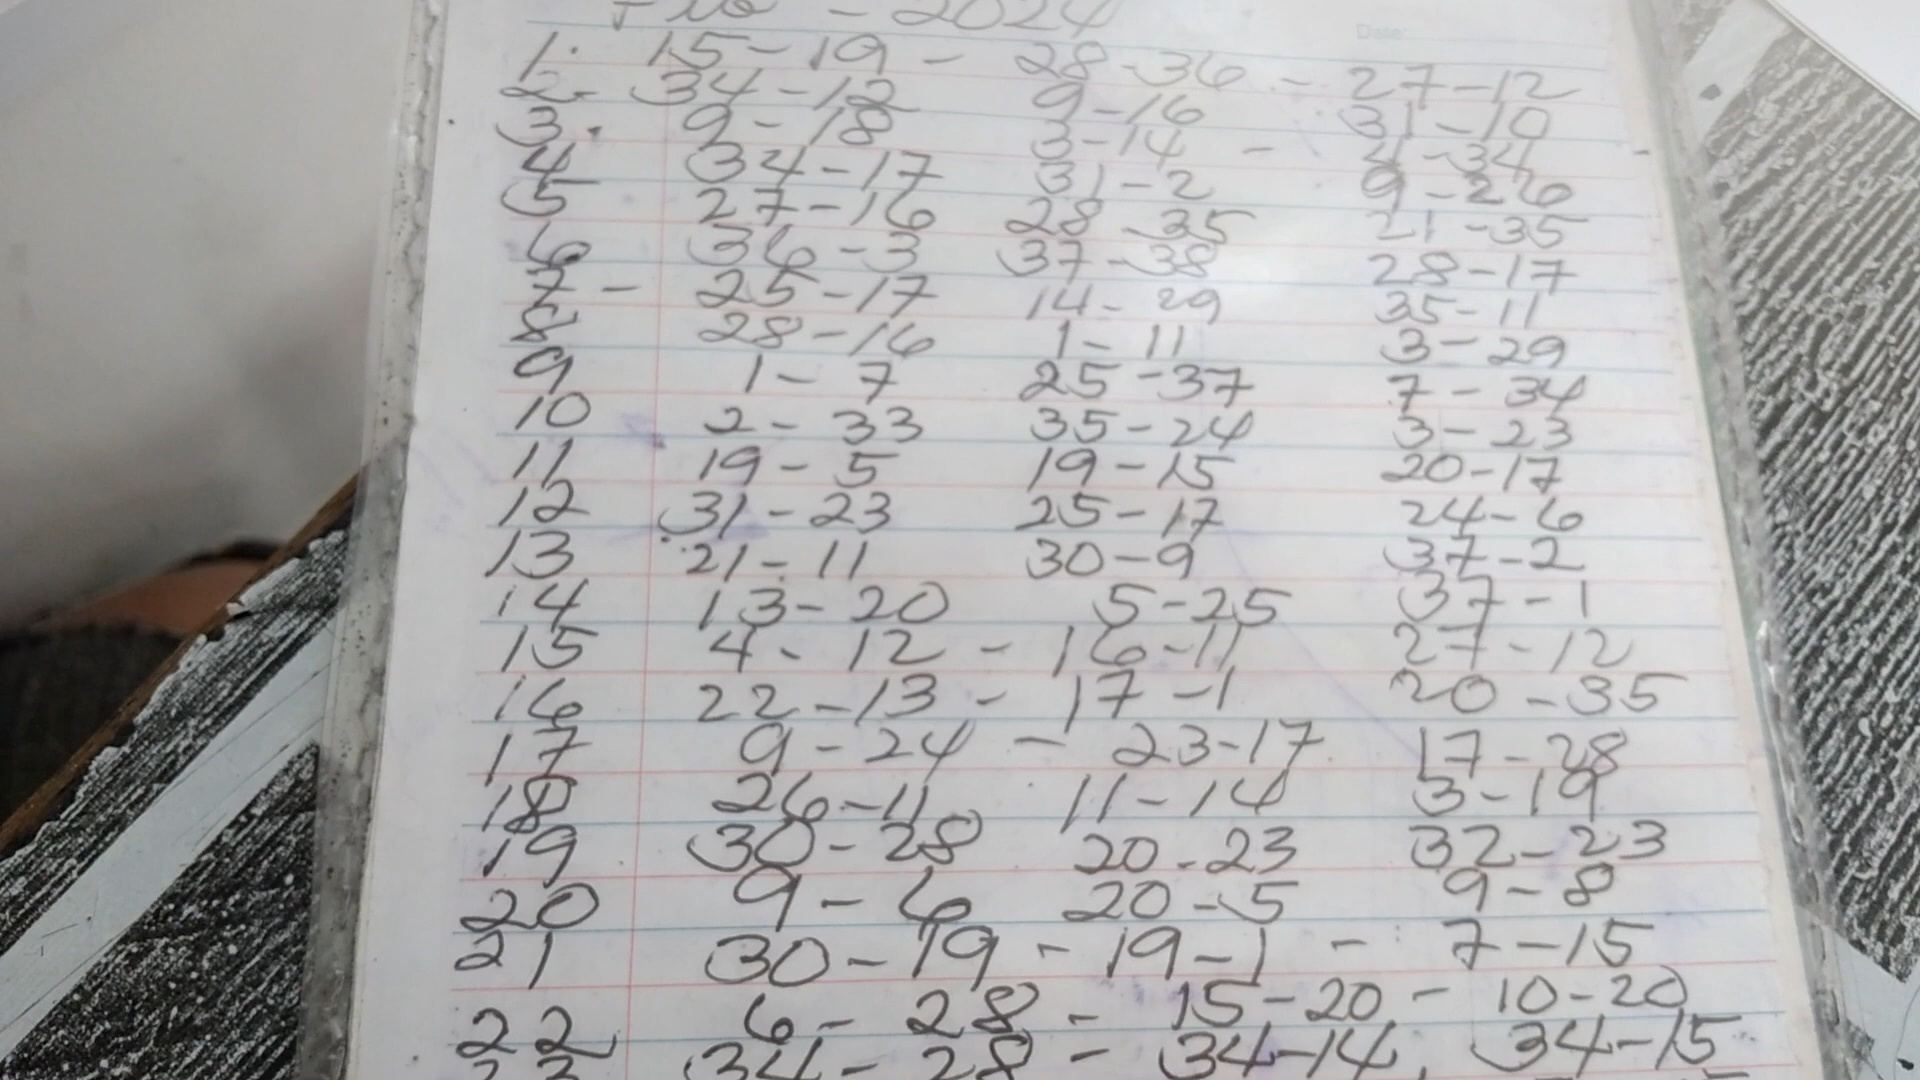 Feb - 2024
Date:
1. 15-19 - 28-36 - 27-12
2- 34-12 9-16 31-10
3. 9-18 3-14 - 4-34
4 34-17 31-2 9-26
5 27-16 28-35 21-35
6 36-3 37-38 28-17
7- 25-17 14-29 35-11
8 28-16 1-11 3-29
9 1-7 25-37 7-34
10 2-33 35-24 3-23
11 19-5 19-15 20-17
12 31-23 25-17 24-6
13 21-11 30-9 37-2
14 13-20 5-25 37-1
15 4-12 - 16-11 27-12
16 22-13 - 17-1 20-35
17 9-24 - 23-17 17-28
18 26-11 11-14 3-19
19 30-28 20-23 32-23
20 9-6 20-5 9-8
21 30-19 - 19-1 - 7-15
22 6-28 - 15-20 - 10-20
23 34-28 - 34-14, 34-15